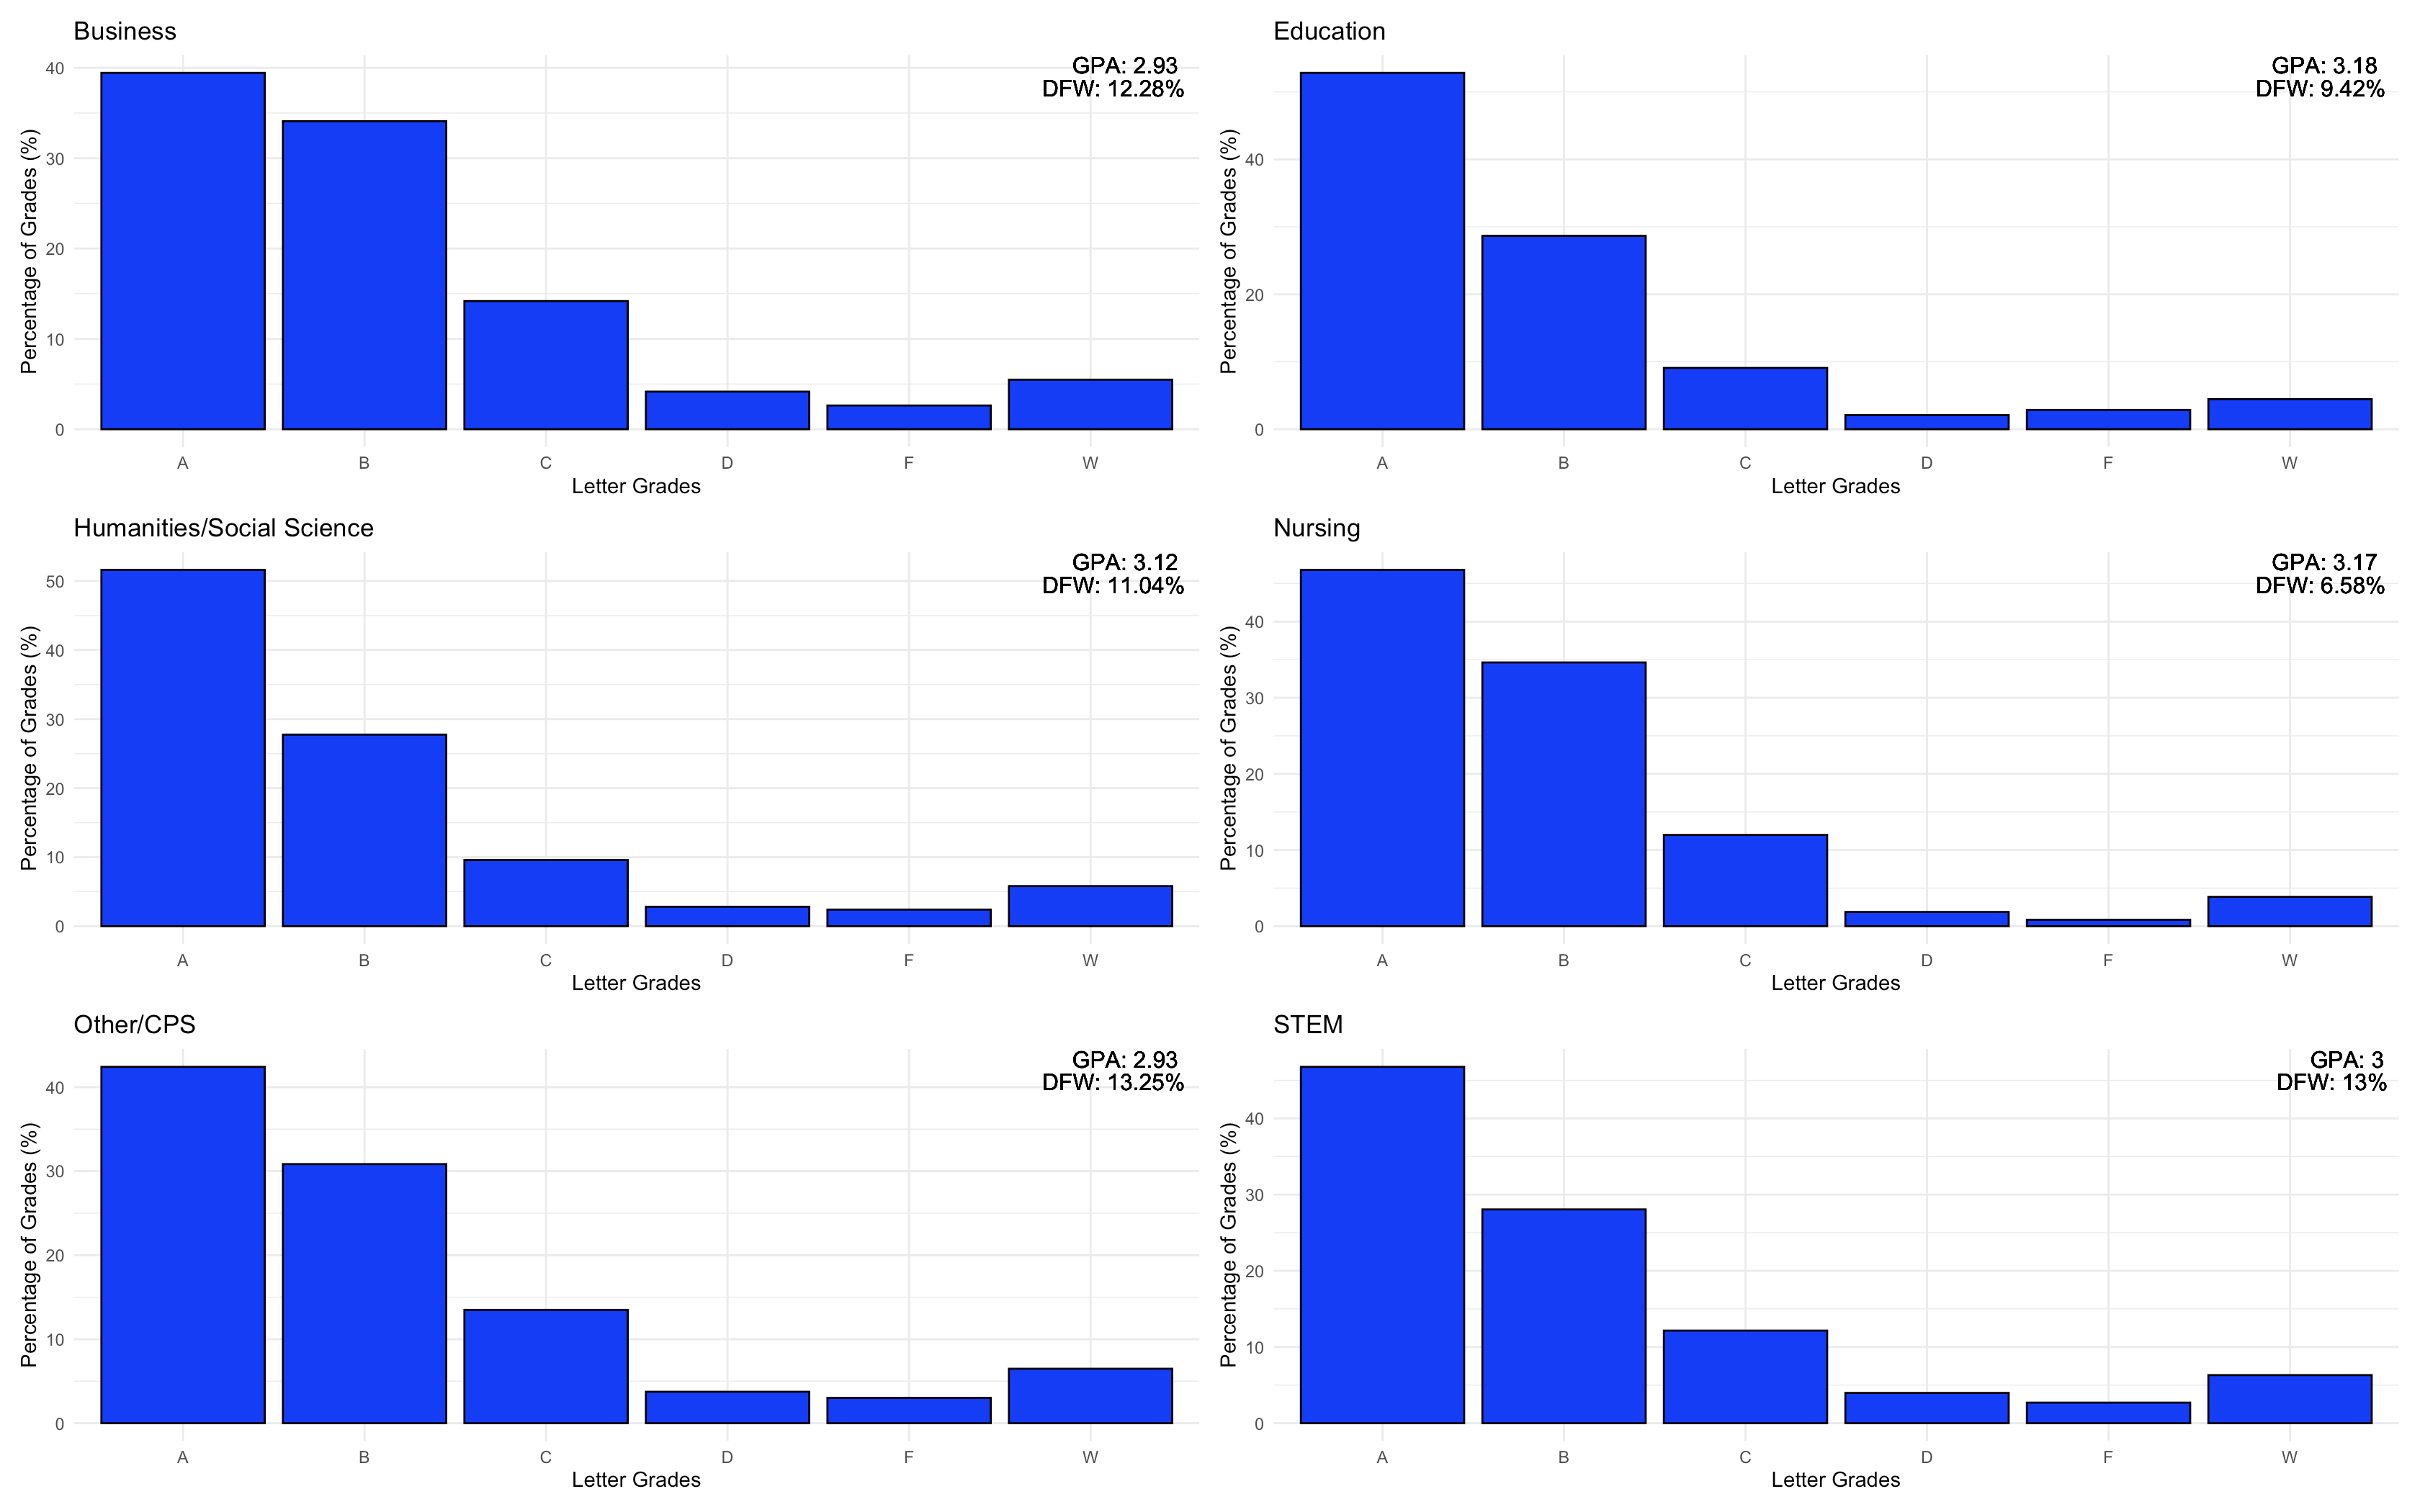 Business
GPA: 2.93
DFW: 12.28%
Percentage of Grades (%)
40
30
20
10
0
A B C D F W
Letter Grades
Education
GPA: 3.18
DFW: 9.42%
Percentage of Grades (%)
40
20
0
A B C D F W
Letter Grades
Humanities/Social Science
GPA: 3.12
DFW: 11.04%
Percentage of Grades (%)
50
40
30
20
10
0
A B C D F W
Letter Grades
Nursing
GPA: 3.17
DFW: 6.58%
Percentage of Grades (%)
40
30
20
10
0
A B C D F W
Letter Grades
Other/CPS
GPA: 2.93
DFW: 13.25%
Percentage of Grades (%)
40
30
20
10
0
A B C D F W
Letter Grades
STEM
GPA: 3
DFW: 13%
Percentage of Grades (%)
40
30
20
10
0
A B C D F W
Letter Grades